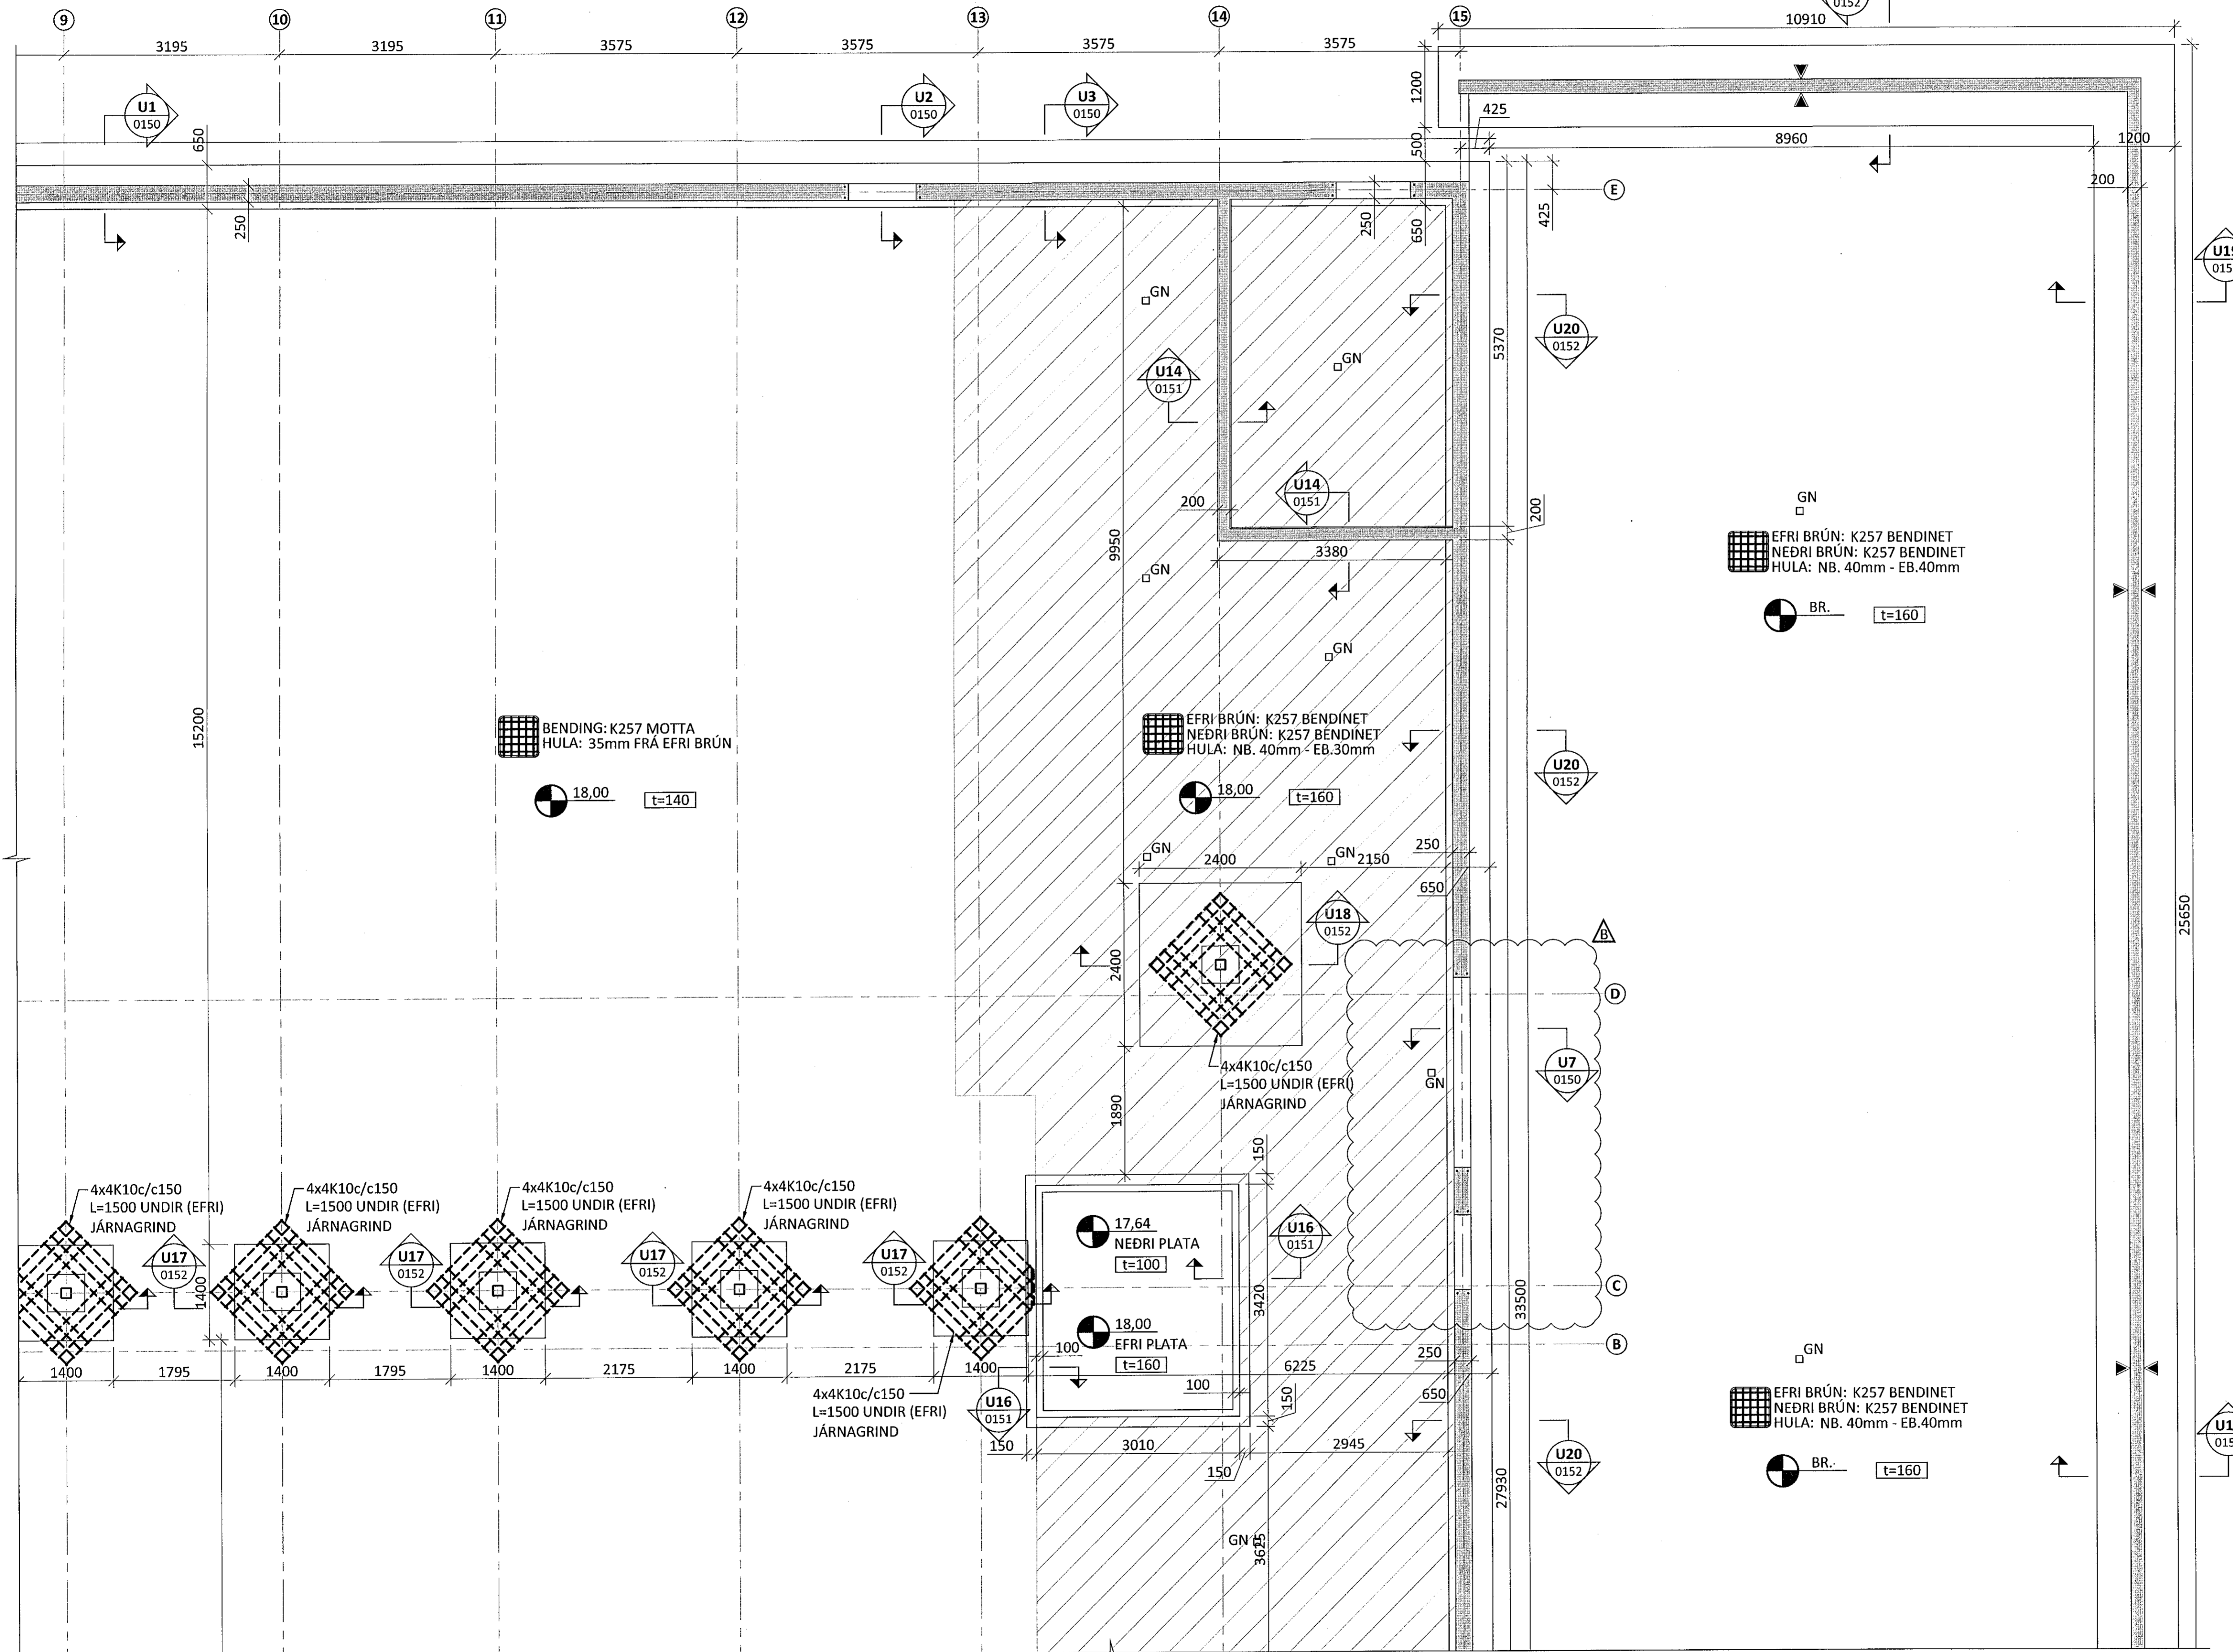 9
10
11
12
13
14
15
3195
3195
3575
3575
3575
3575
10910
0152
U1
0150
U2
0150
U3
0150
1200
425
500
8960
1200
650
250
250
650
425
E
200
GN
GN
U14
0151
5370
U20
0152
U14
0151
200
200
3380
9950
GN
GN
GN
EFRI BRÚN: K257 BENDINET
NEÐRI BRÚN: K257 BENDINET
HULA: NB. 40mm - EB.40mm
BR.
t=160
15200
BENDING: K257 MOTTA
HULA: 35mm FRÁ EFRI BRÚN
18,00
t=140
EFRI BRÚN: K257 BENDINET
NEÐRI BRÚN: K257 BENDINET
HULA: NB. 40mm - EB.30mm
18,00
t=160
U20
0152
GN
GN
2400
2150
250
650
U18
0152
B
25650
2400
D
4x4K10c/c150
L=1500 UNDIR (EFRI)
JÁRNAGRIND
GN
U7
0150
1890
150
4x4K10c/c150
L=1500 UNDIR (EFRI)
JÁRNAGRIND
4x4K10c/c150
L=1500 UNDIR (EFRI)
JÁRNAGRIND
4x4K10c/c150
L=1500 UNDIR (EFRI)
JÁRNAGRIND
4x4K10c/c150
L=1500 UNDIR (EFRI)
JÁRNAGRIND
U17
0152
U17
0152
U17
0152
U17
0152
1400
17,64
NEÐRI PLATA
t=100
U16
0151
3420
33500
C
18,00
EFRI PLATA
t=160
B
100
6225
250
650
100
150
1400
1795
1400
1795
1400
2175
1400
2175
1400
4x4K10c/c150
L=1500 UNDIR (EFRI)
JÁRNAGRIND
U16
0151
150
3010
150
2945
GN
EFRI BRÚN: K257 BENDINET
NEÐRI BRÚN: K257 BENDINET
HULA: NB. 40mm - EB.40mm
BR.
t=160
U20
0152
27930
GN
3625